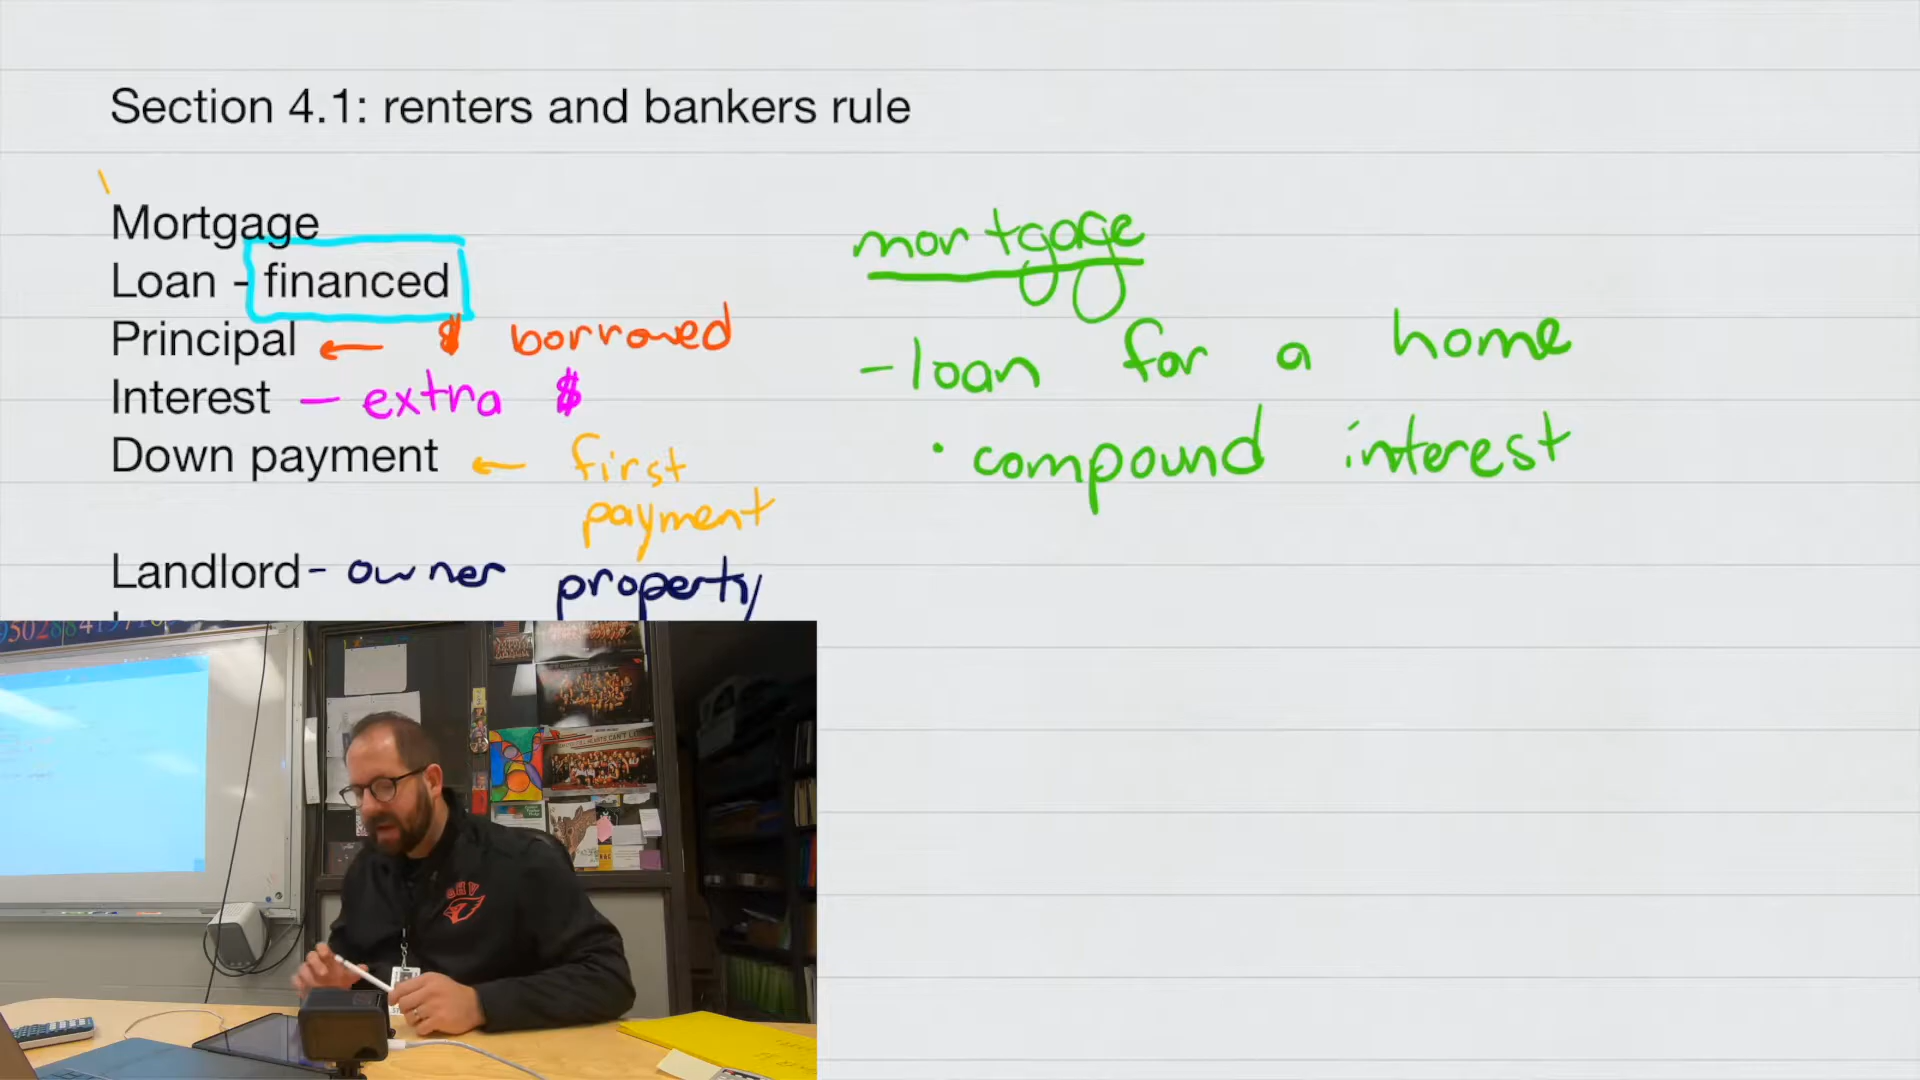 Section 4.1: renters and bankers rule
Mortgage
Loan - financed
Principal ← $ borrowed
Interest – extra $
Down payment ← first
payment
Landlord - owner property
mortgage
- loan for a home
• compound interest